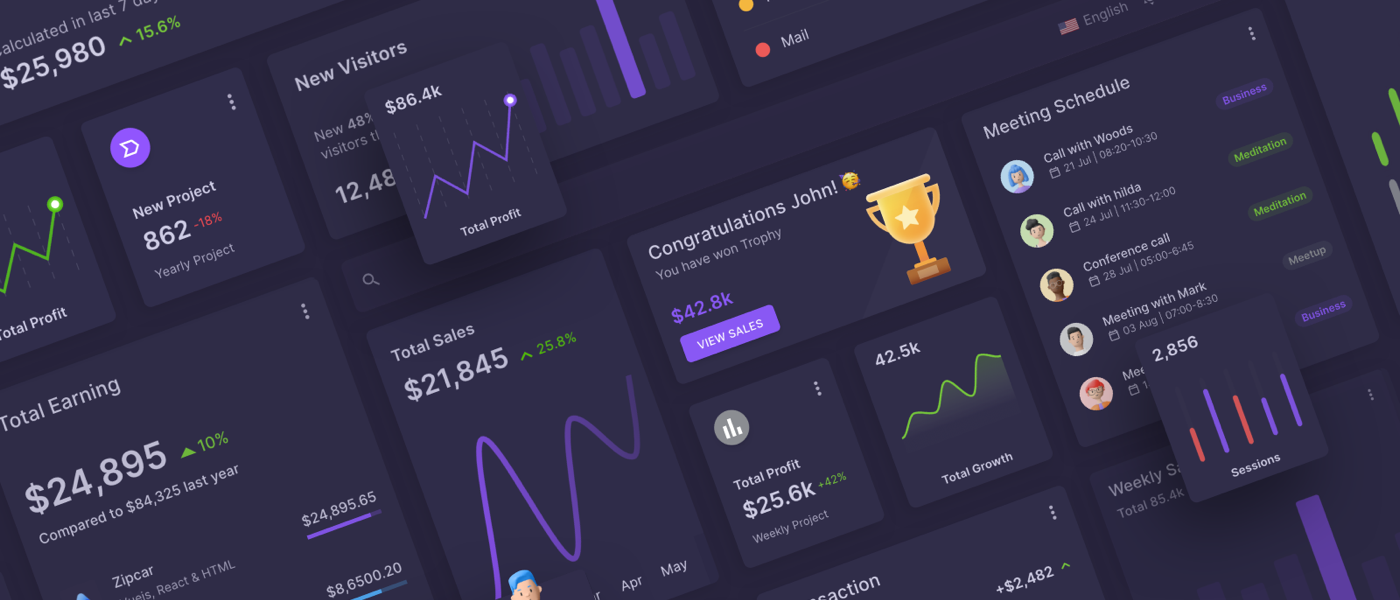 alculated in last 7 day
$25,980 15.6%
New Project
862 -18%
Yearly Project
Total Profit
New Visitors
New 48%
visitors
12,48
$86.4k
Total Profit
Mail
English
Total Earning
$24,895 10%
Compared to $84,325 last year
Zipcar
Vuejs, React & HTML
$24,895.65
$8,6500.20
Total Sales
$21,845 25.8%
Apr
May
Congratulations John! 🥳
You have won Trophy
$42.8k
VIEW SALES
Total Profit
$25.6k +42%
Weekly Project
42.5k
Total Growth
+$2,482
Meeting Schedule
Call with Woods
21 Jul | 08:20-10:30
Business
Call with hilda
24 Jul | 11:30-12:00
Meditation
Conference call
28 Jul | 05:00-6:45
Meditation
Meeting with Mark
03 Aug | 07:00-8:30
Meetup
Mee
1
Business
2,856
Sessions
Weekly Sa
Total 85.4k